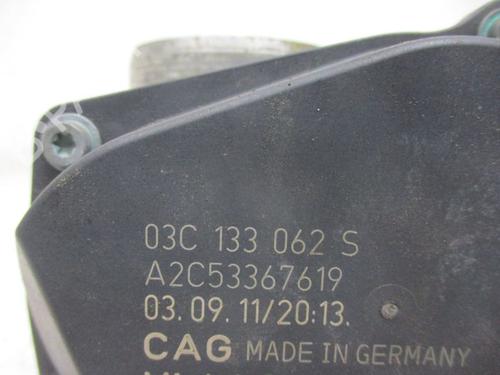 03C 133 062 S
A2C53367619
03.09.11/20:13.
CAG MADE IN GERMANY